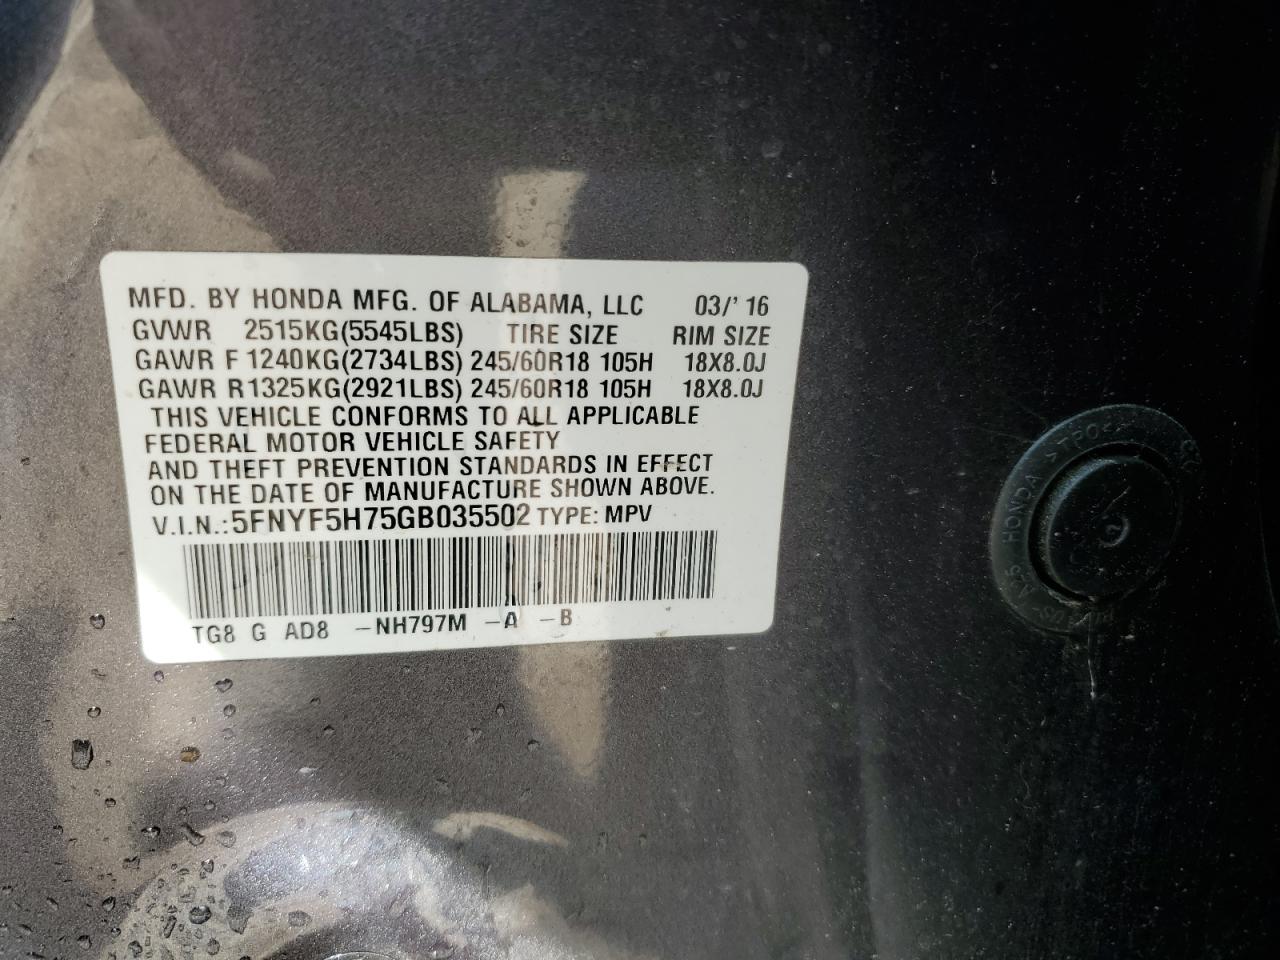 MFD. BY HONDA MFG. OF ALABAMA, LLC 03/' 16
GVWR 2515KG(5545LBS) TIRE SIZE RIM SIZE
GAWR F 1240KG(2734LBS) 245/60R18 105H 18X8.0J
GAWR R1325KG(2921LBS) 245/60R18 105H 18X8.0J
THIS VEHICLE CONFORMS TO ALL APPLICABLE
FEDERAL MOTOR VEHICLE SAFETY
AND THEFT PREVENTION STANDARDS IN EFFECT
ON THE DATE OF MANUFACTURE SHOWN ABOVE.
V.I.N.:5FNYF5H75GB035502 TYPE: MPV
TG8 G AD8 -NH797M -A -B
HONDA